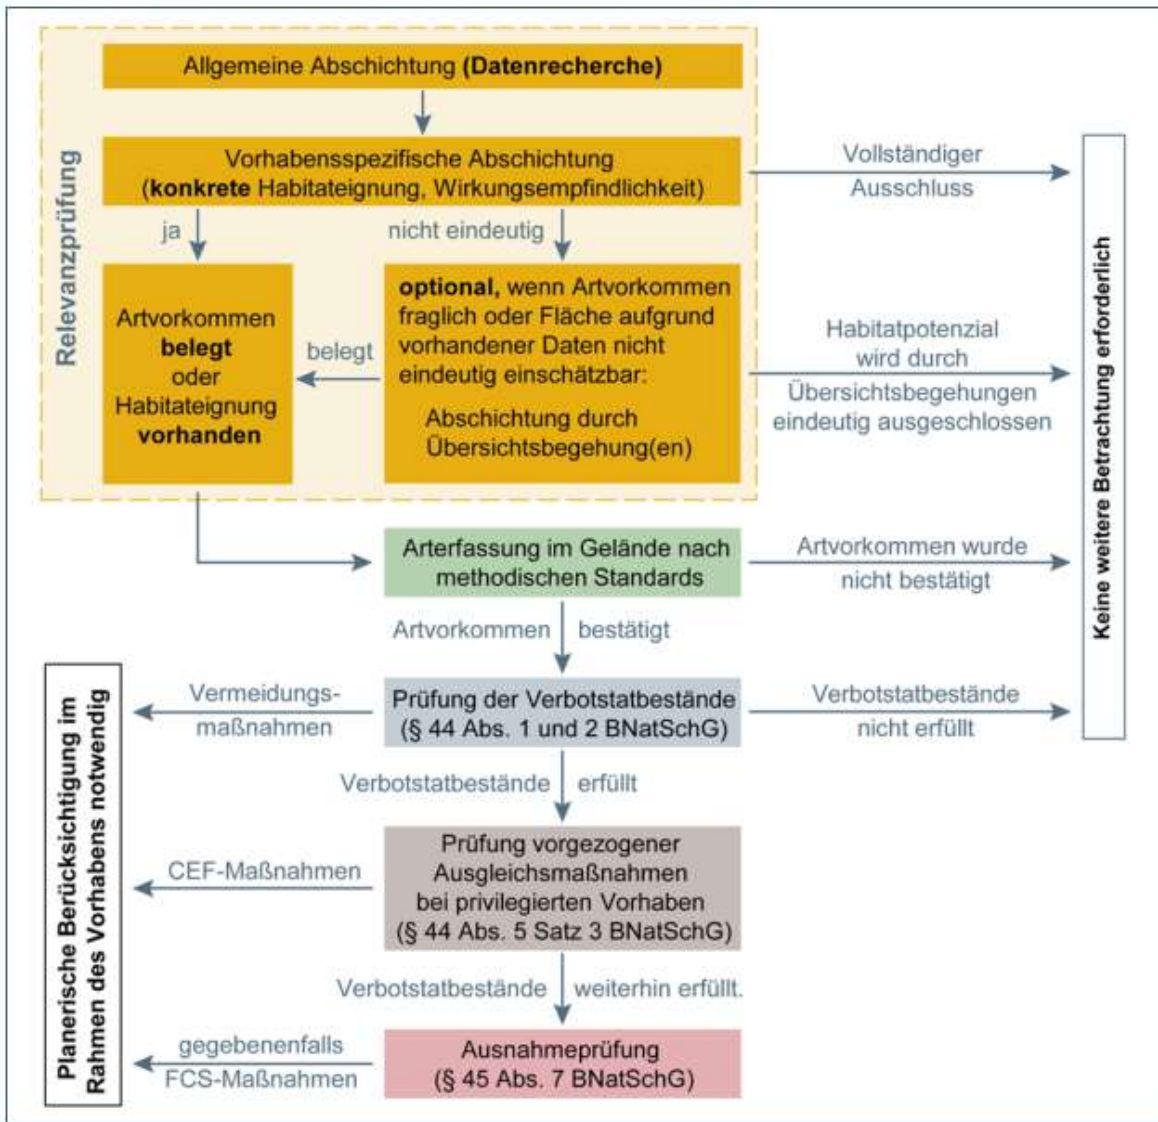 Allgemeine Abschichtung (Datenrecherche)
Relevanzprüfung
Vorhabensspezifische Abschichtung
(konkrete Habitateignung, Wirkungsempfindlichkeit)
Vollständiger
Ausschluss
ja
nicht eindeutig
Artvorkommen
belegt
oder
Habitateignung
vorhanden
belegt
optional, wenn Artvorkommen
fraglich oder Fläche aufgrund
vorhandener Daten nicht
eindeutig einschätzbar:
Abschichtung durch
Übersichtsbegehung(en)
Habitatpotenzial
wird durch
Übersichtsbegehungen
eindeutig ausgeschlossen
Keine weitere Betrachtung erforderlich
Arterfassung im Gelände nach
methodischen Standards
Artvorkommen wurde
nicht bestätigt
Artvorkommen bestätigt
Planerische Berücksichtigung im
Rahmen des Vorhabens notwendig
Vermeidungs-
maßnahmen
Prüfung der Verbotstatbestände
(§ 44 Abs. 1 und 2 BNatSchG)
Verbotstatbestände
nicht erfüllt
Verbotstatbestände erfüllt
CEF-Maßnahmen
Prüfung vorgezogener
Ausgleichsmaßnahmen
bei privilegierten Vorhaben
(§ 44 Abs. 5 Satz 3 BNatSchG)
Verbotstatbestände weiterhin erfüllt.
gegebenenfalls
FCS-Maßnahmen
Ausnahmeprüfung
(§ 45 Abs. 7 BNatSchG)